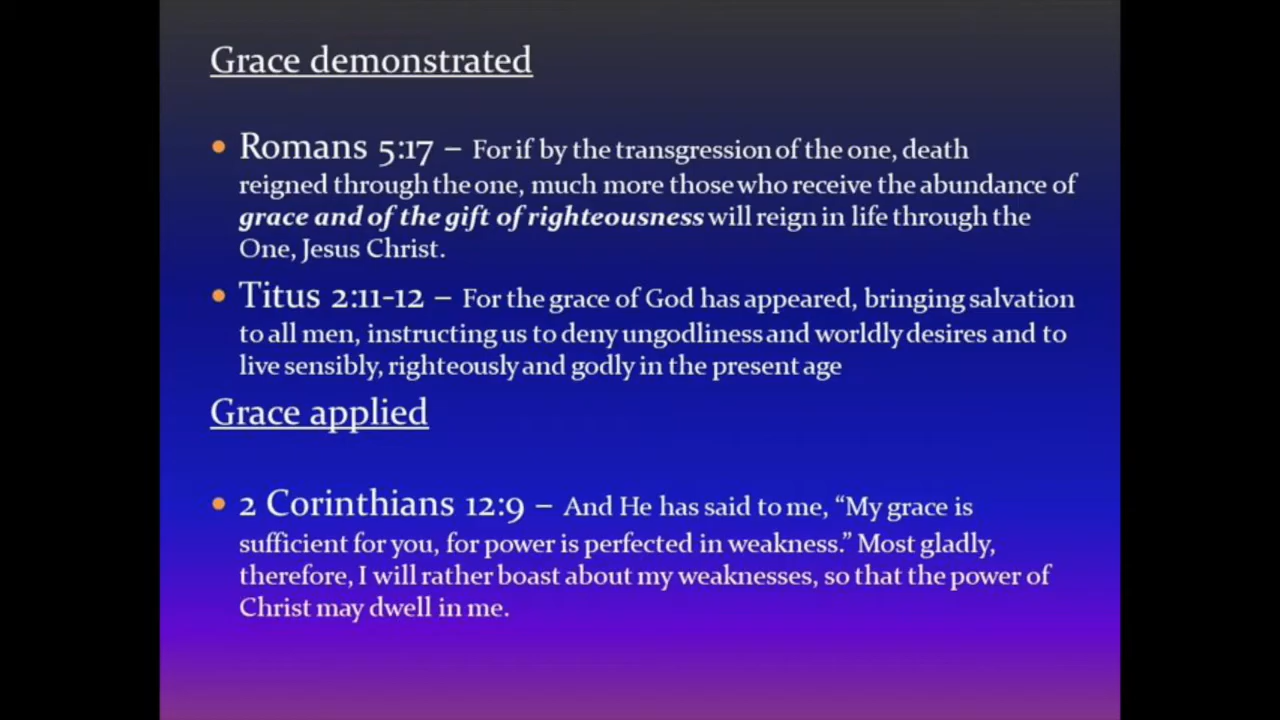 Grace demonstrated
• Romans 5:17 – For if by the transgression of the one, death
reigned through the one, much more those who receive the abundance of
grace and of the gift of righteousness will reign in life through the
One, Jesus Christ.
• Titus 2:11-12 – For the grace of God has appeared, bringing salvation
to all men, instructing us to deny ungodliness and worldly desires and to
live sensibly, righteously and godly in the present age
Grace applied
• 2 Corinthians 12:9 – And He has said to me, “My grace is
sufficient for you, for power is perfected in weakness.” Most gladly,
therefore, I will rather boast about my weaknesses, so that the power of
Christ may dwell in me.